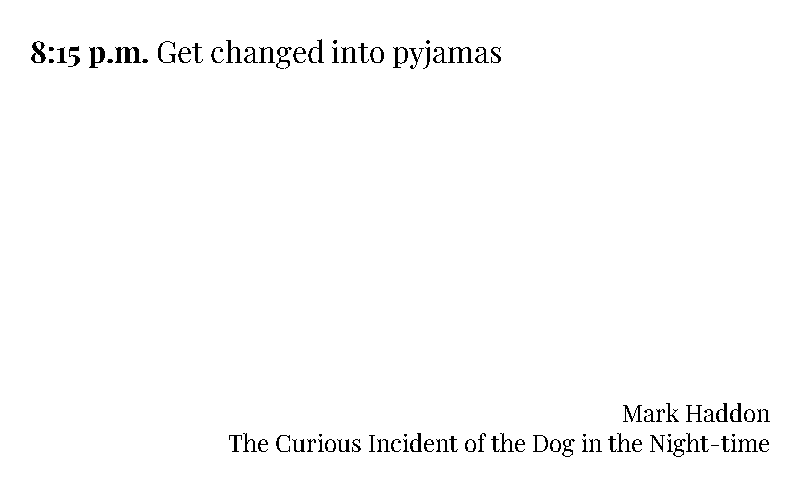 8:15 p.m. Get changed into pyjamas
Mark Haddon
The Curious Incident of the Dog in the Night-time